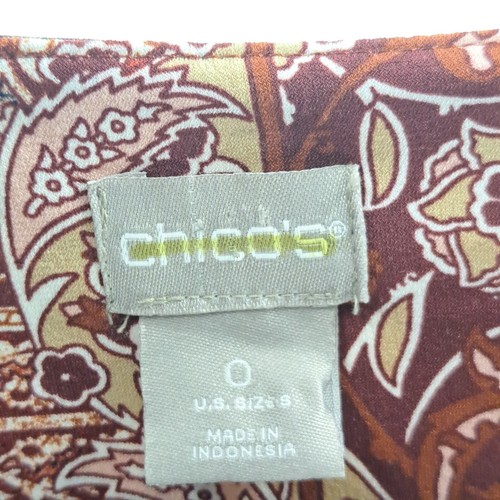 chico's®
0
U.S. SIZE S
MADE IN
INDONESIA